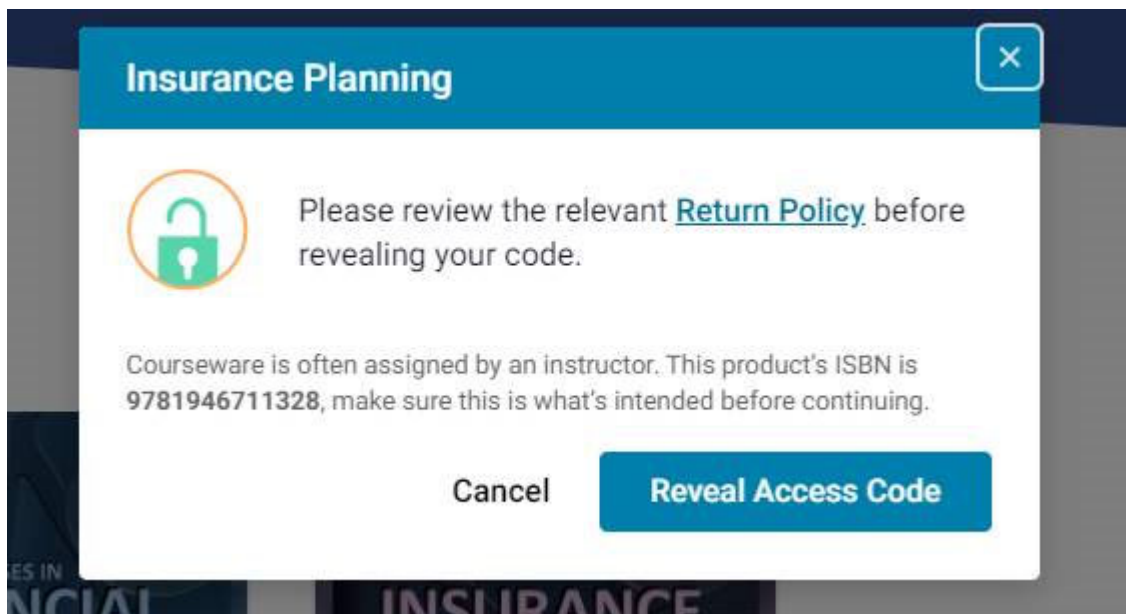 Insurance Planning
Please review the relevant Return Policy before
revealing your code.
Courseware is often assigned by an instructor. This product's ISBN is
9781946711328, make sure this is what's intended before continuing.
Cancel
Reveal Access Code
INSURANCE